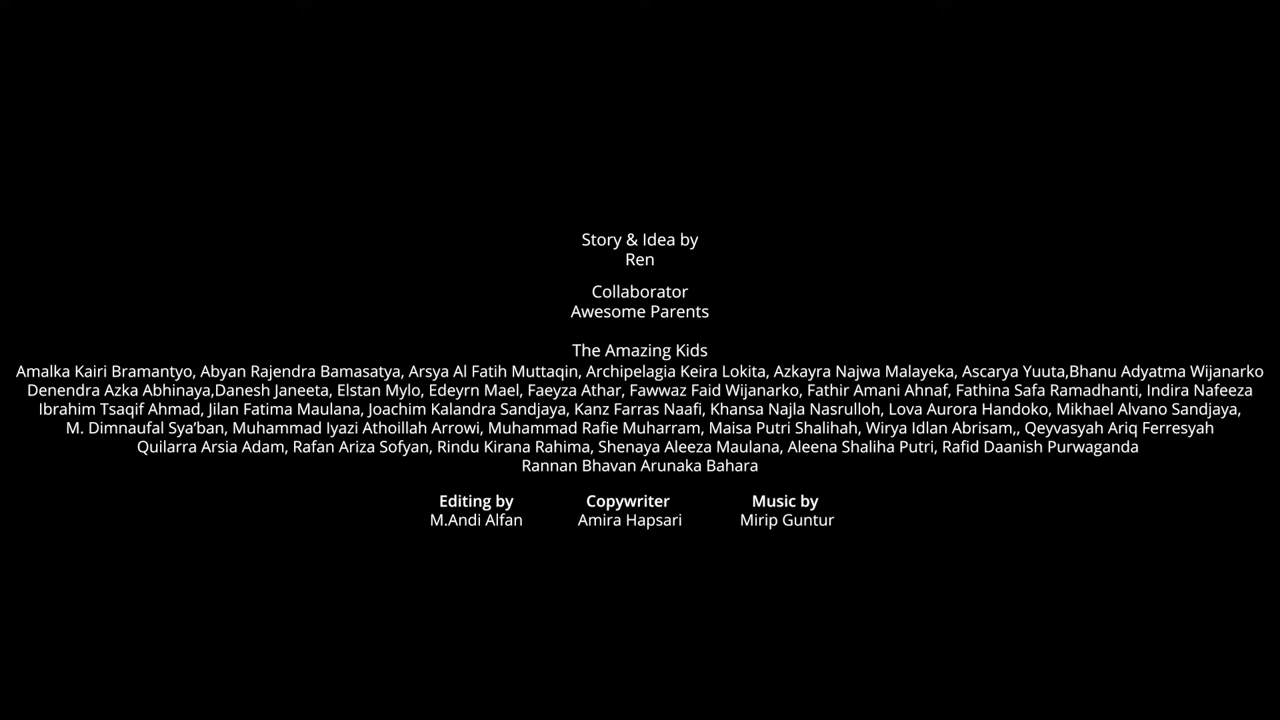 Story & Idea by
Ren
Collaborator
Awesome Parents
The Amazing Kids
Amalka Kairi Bramantyo, Abyan Rajendra Bamasatya, Arsya Al Fatih Muttaqin, Archipelagia Keira Lokita, Azkayra Najwa Malayeka, Ascarya Yuuta,Bhanu Adyatma Wijanarko
Denendra Azka Abhinaya,Danesh Janeeta, Elstan Mylo, Edeyrn Mael, Faeyza Athar, Fawwaz Faid Wijanarko, Fathir Amani Ahnaf, Fathina Safa Ramadhanti, Indira Nafeeza
Ibrahim Tsaqif Ahmad, Jilan Fatima Maulana, Joachim Kalandra Sandjaya, Kanz Farras Naafi, Khansa Najla Nasrulloh, Lova Aurora Handoko, Mikhael Alvano Sandjaya,
M. Dimnaufal Sya’ban, Muhammad Iyazi Athoillah Arrowi, Muhammad Rafie Muharram, Maisa Putri Shalihah, Wirya Idlan Abrisam,, Qeyvasyah Ariq Ferresyah
Quilarra Arsia Adam, Rafan Ariza Sofyan, Rindu Kirana Rahima, Shenaya Aleeza Maulana, Aleena Shaliha Putri, Rafid Daanish Purwaganda
Rannan Bhavan Arunaka Bahara
Editing by Copywriter Music by
M.Andi Alfan Amira Hapsari Mirip Guntur